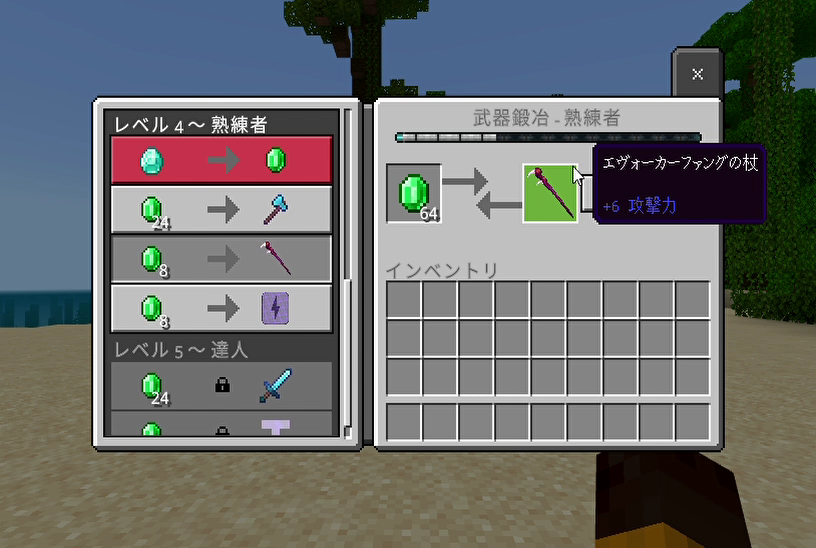 レベル 4 〜 熟練者
24
8
8
レベル 5 〜 達人
24
武器鍛冶 - 熟練者
64
エヴォーカーファングの杖
+6 攻撃力
インベントリ